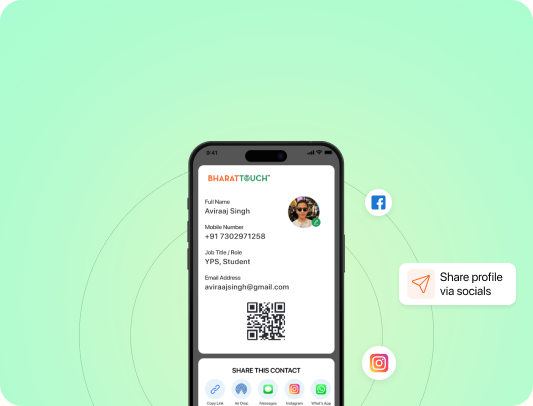 9:41
BHARATTOUCH™
Full Name
Aviraaj Singh
Mobile Number
+91 7302971258
Job Title / Role
YPS, Student
Email Address
aviraajsingh@gmail.com
Share profile
via socials
SHARE THIS CONTACT
Copy Link
Air Drop
Messages
Instagram
What's App